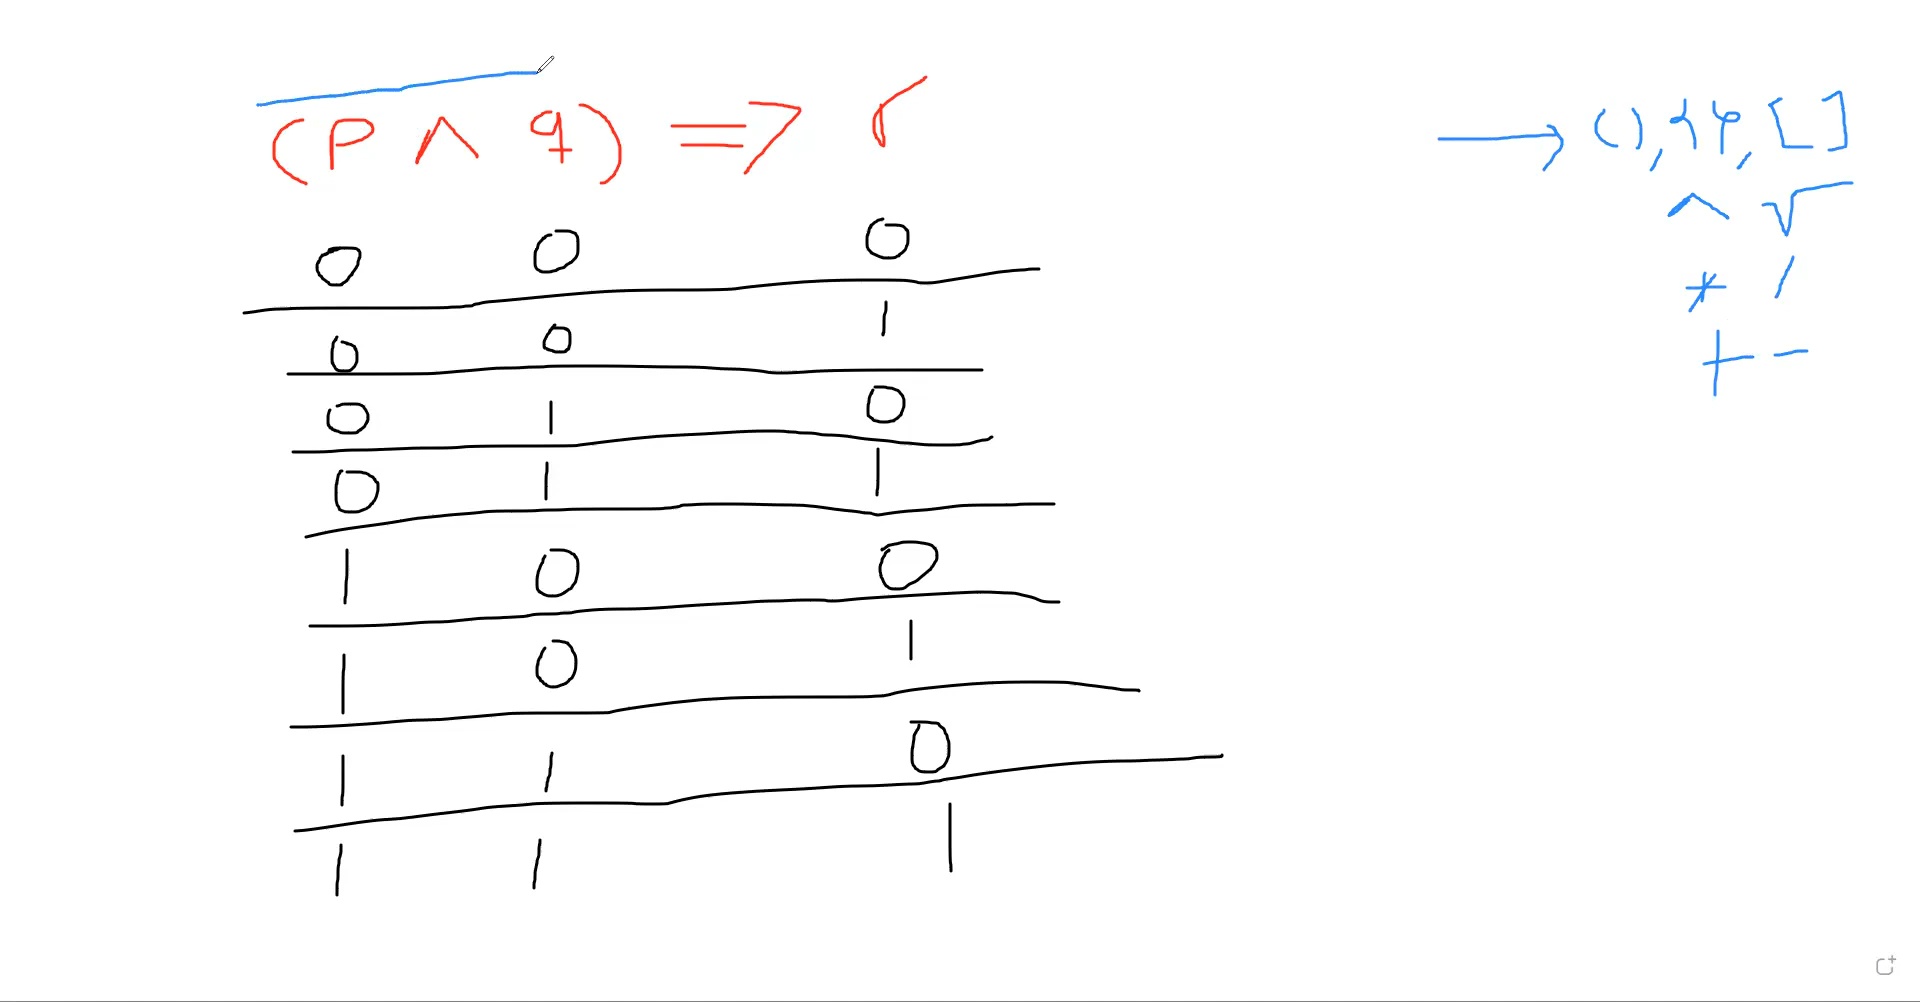 (P ∧ q) => r
0 0 0
0 0 1
0 1 0
0 1 1
1 0 0
1 0 1
1 1 0
1 1 1
→ (), {}, []
^ √
* /
+ -